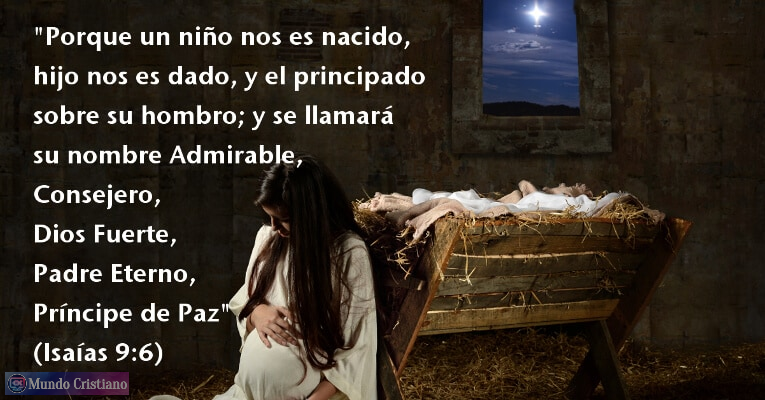 "Porque un niño nos es nacido,
hijo nos es dado, y el principado
sobre su hombro; y se llamará
su nombre Admirable,
Consejero,
Dios Fuerte,
Padre Eterno,
Príncipe de Paz"
(Isaías 9:6)
Mundo Cristiano